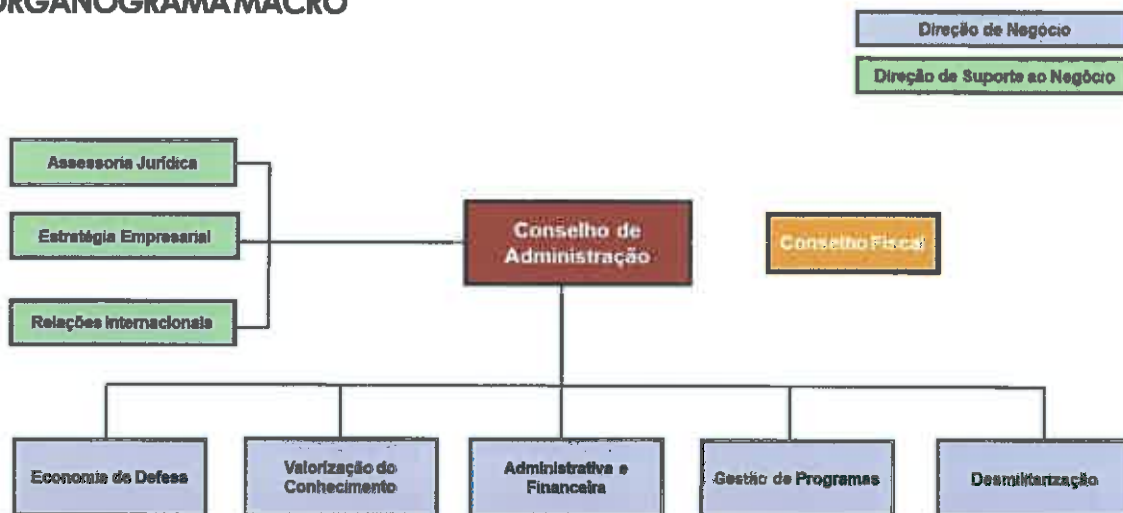 ORGANOGRAMA MACRO
Direção de Negócio
Direção de Suporte ao Negócio
Assessoria Jurídica
Estratégia Empresarial
Relações Internacionais
Conselho de
Administração
Conselho Fiscal
Economia de Defesa
Valorização do
Conhecimento
Administrativa e
Financeira
Gestão de Programas
Desmilitarização